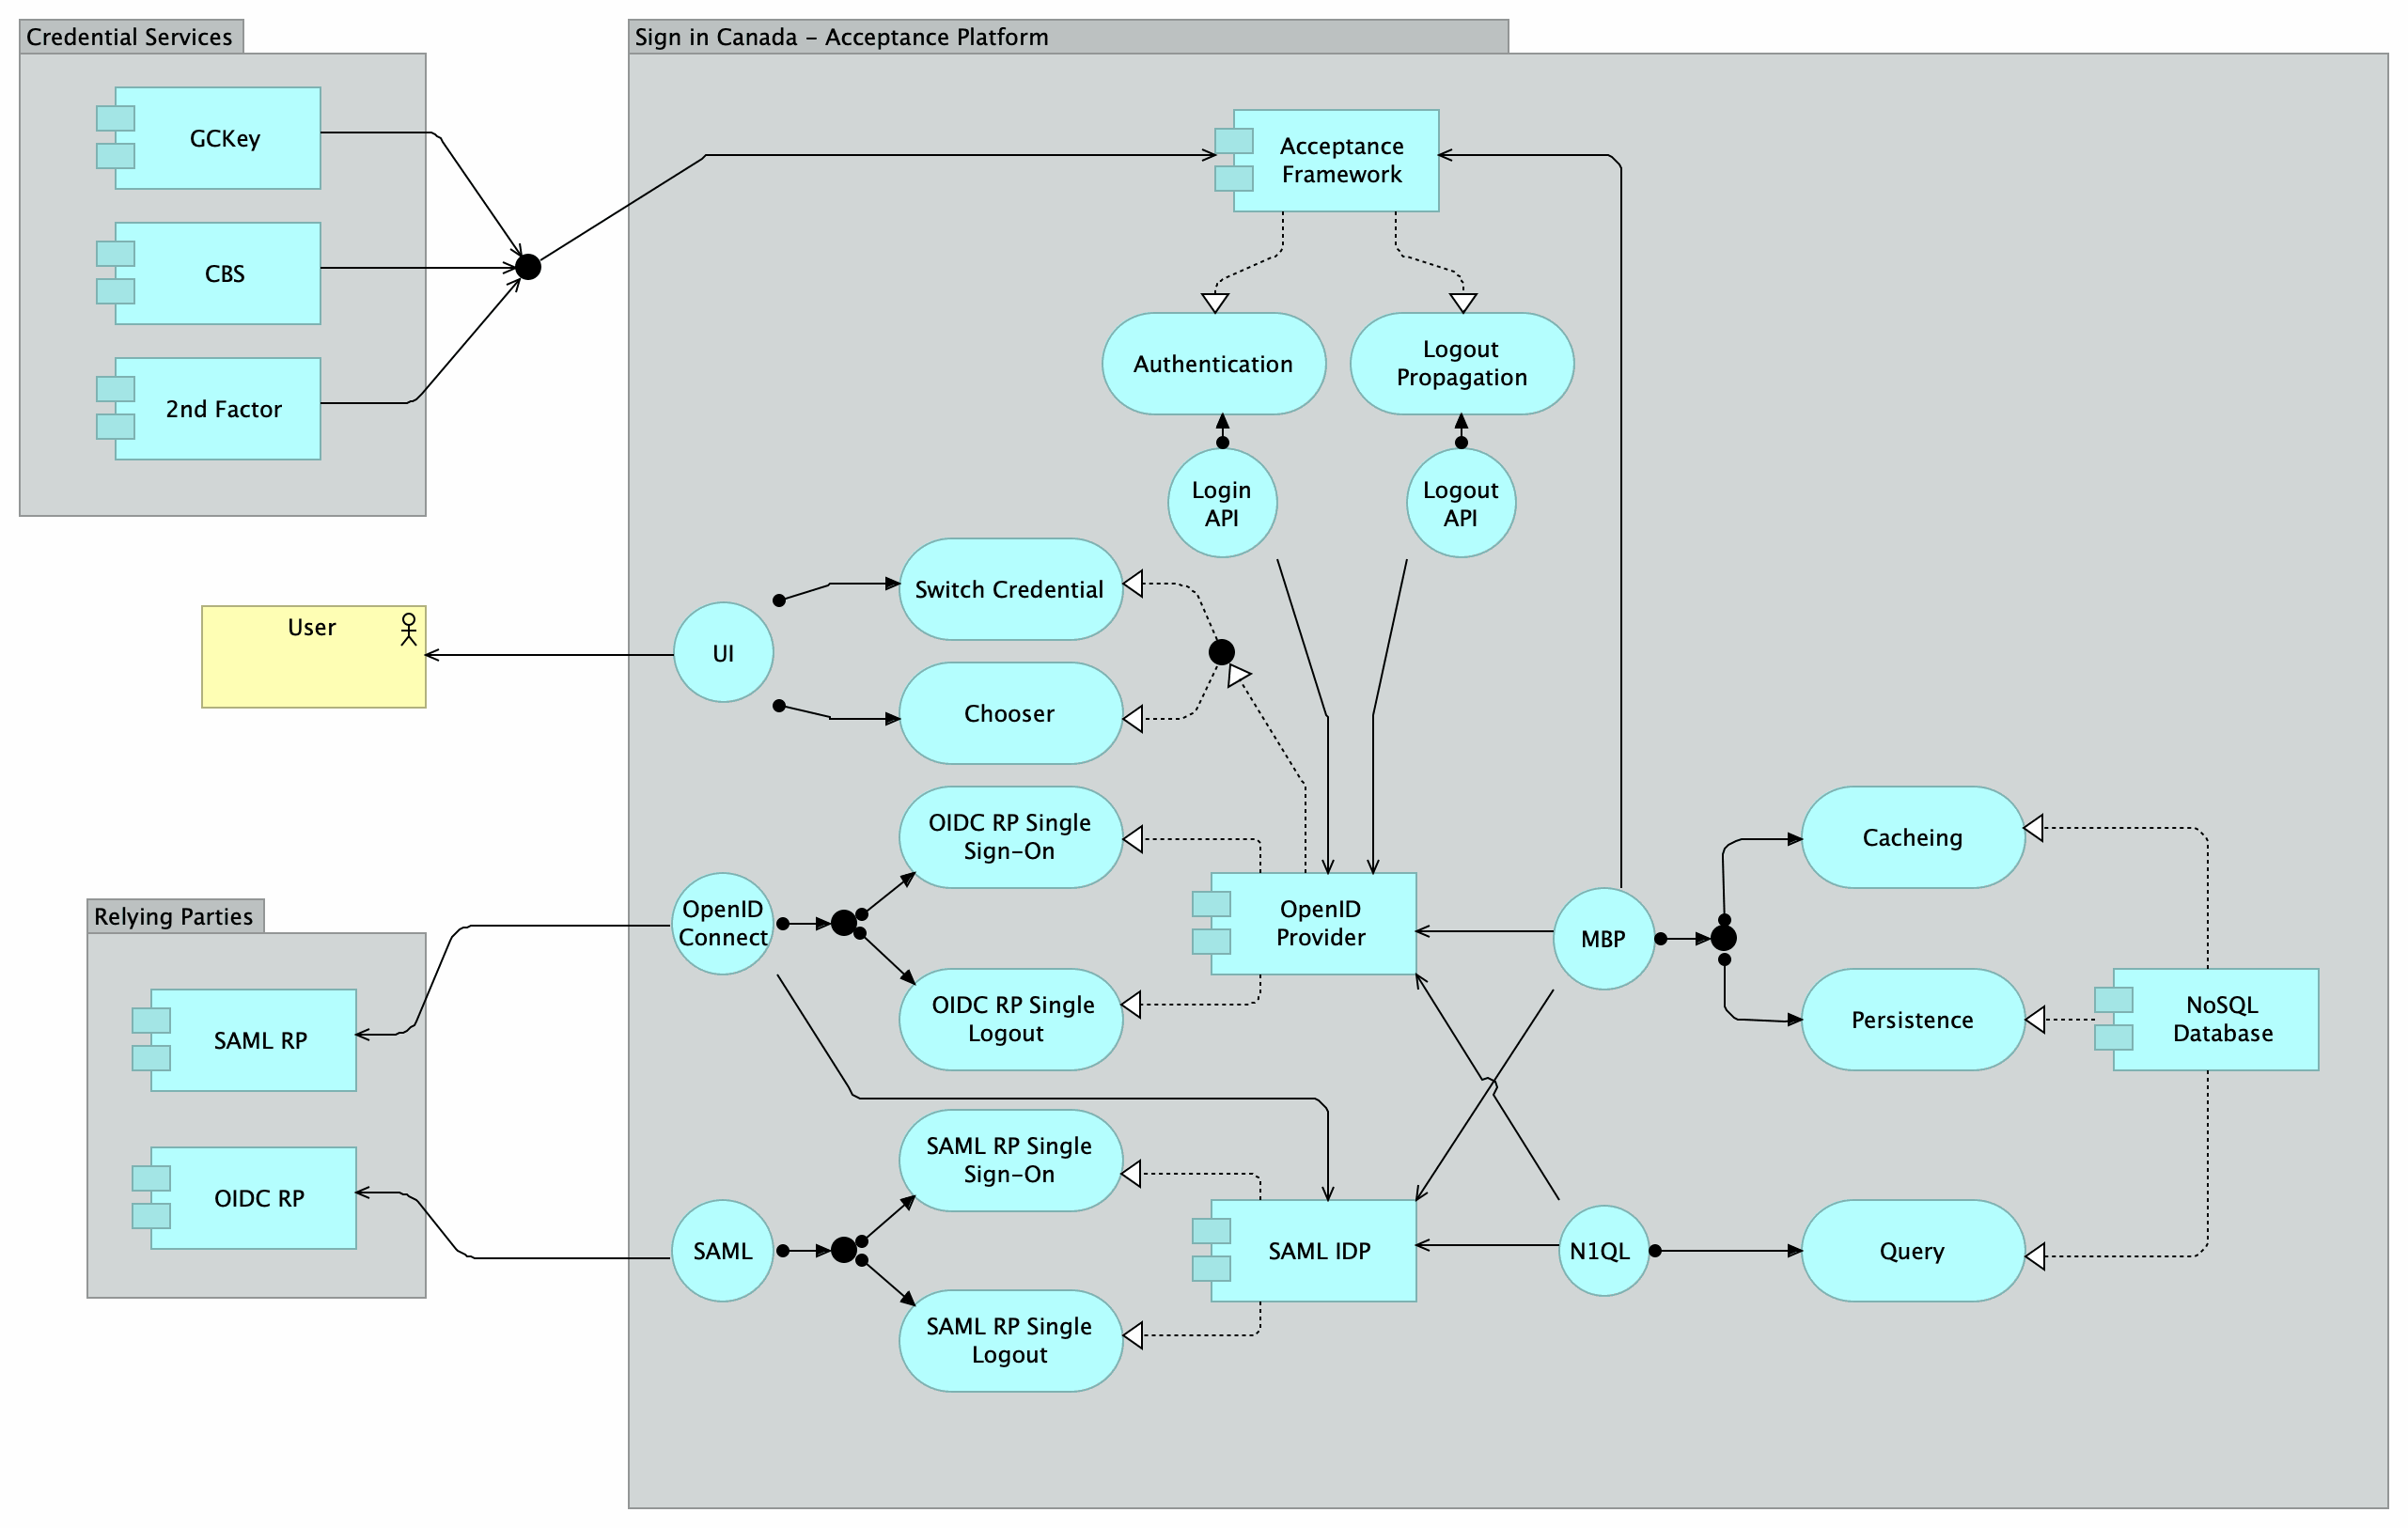 Credential Services
GCKey
CBS
2nd Factor
User
Relying Parties
SAML RP
OIDC RP
Sign in Canada – Acceptance Platform
Acceptance
Framework
Authentication
Logout
Propagation
Login
API
Logout
API
Switch Credential
UI
Chooser
OIDC RP Single
Sign-On
OpenID
Connect
OIDC RP Single
Logout
OpenID
Provider
MBP
Cacheing
Persistence
NoSQL
Database
SAML RP Single
Sign-On
SAML
SAML RP Single
Logout
SAML IDP
N1QL
Query